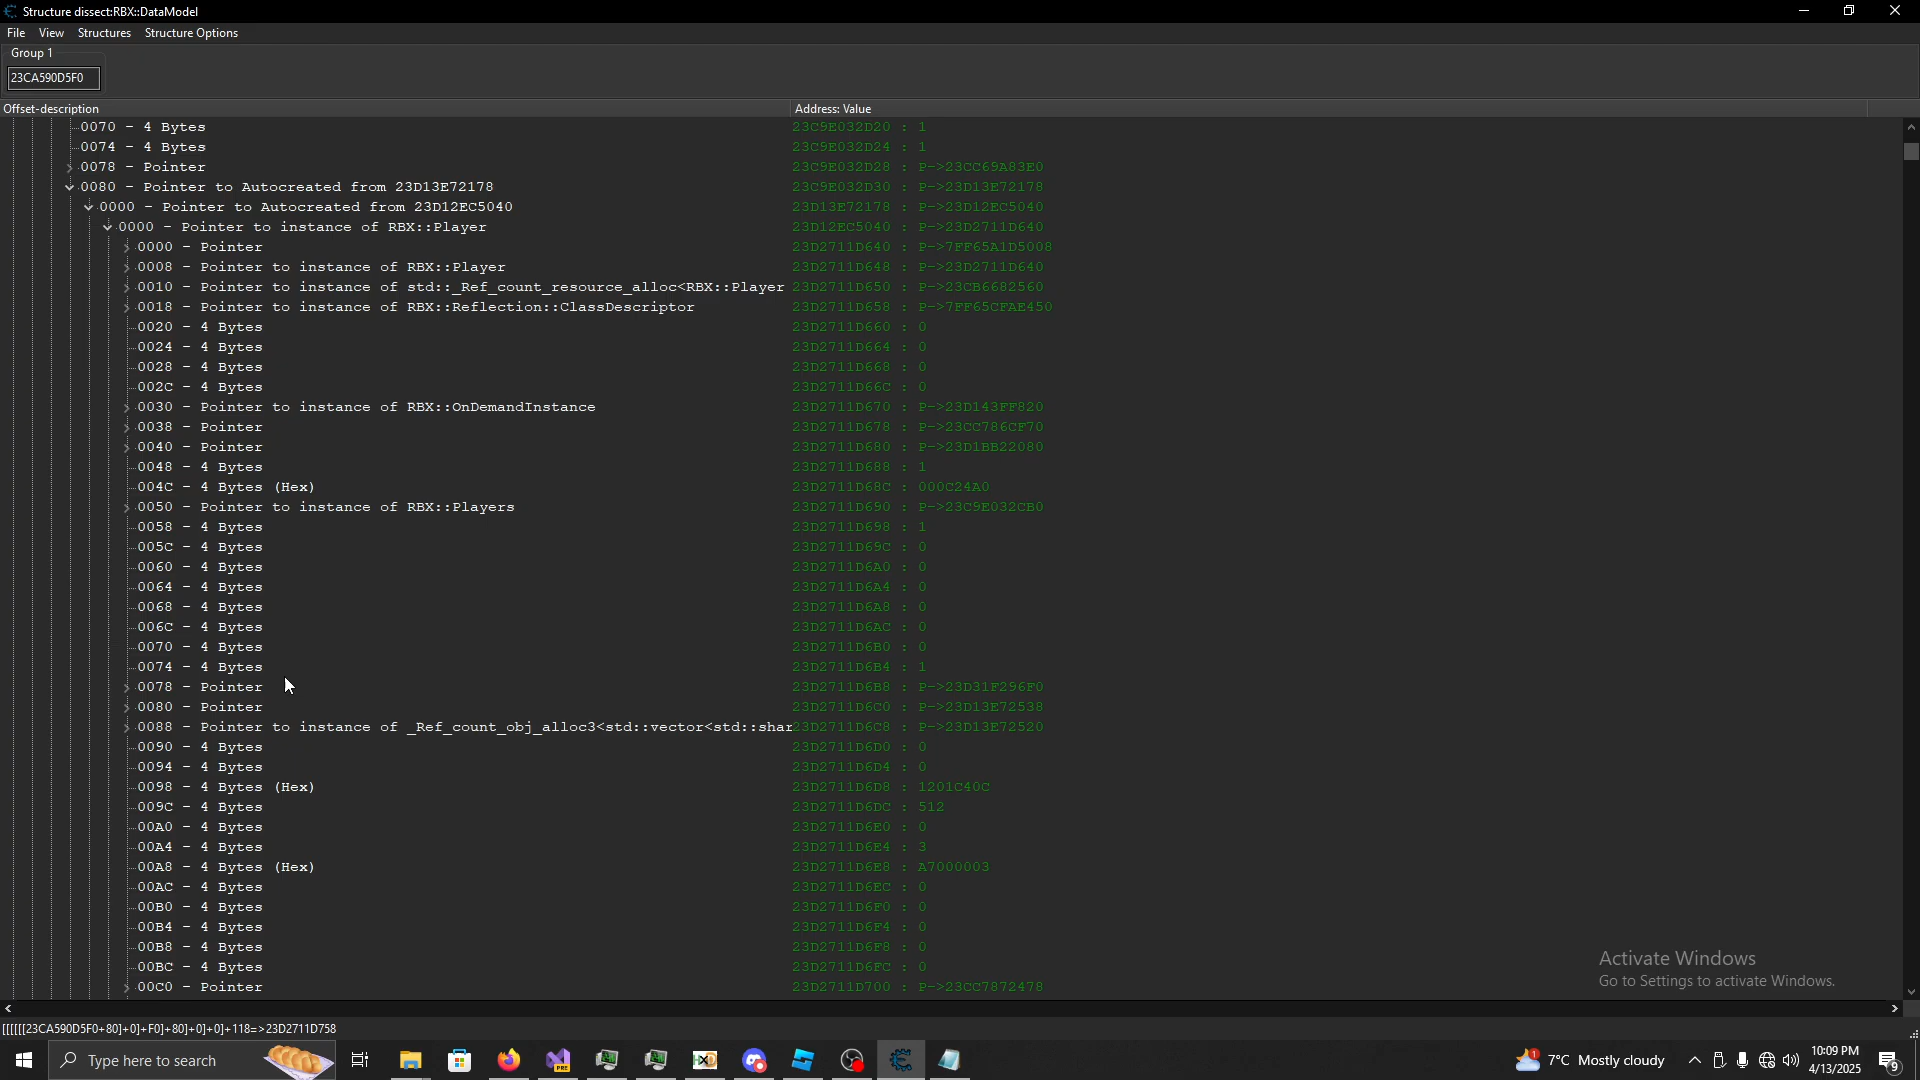 Structure dissect:RBX::DataModel
File View Structures Structure Options
Group 1
23CA590D5F0
Offset-description Address: Value
0070 - 4 Bytes 23C9E032D20 : 1
0074 - 4 Bytes 23C9E032D24 : 1
0078 - Pointer 23C9E032D28 : P->23CC69A83E0
0080 - Pointer to Autocreated from 23D13E72178 23C9E032D30 : P->23D13E72178
0000 - Pointer to Autocreated from 23D12EC5040 23D13E72178 : P->23D12EC5040
0000 - Pointer to instance of RBX::Player 23D12EC5040 : P->23D2711D640
0000 - Pointer 23D2711D640 : P->7FF65A1D5008
0008 - Pointer to instance of RBX::Player 23D2711D648 : P->23D2711D640
0010 - Pointer to instance of std::_Ref_count_resource_alloc<RBX::Player 23D2711D650 : P->23CB6682560
0018 - Pointer to instance of RBX::Reflection::ClassDescriptor 23D2711D658 : P->7FF65CFAE450
0020 - 4 Bytes 23D2711D660 : 0
0024 - 4 Bytes 23D2711D664 : 0
0028 - 4 Bytes 23D2711D668 : 0
002C - 4 Bytes 23D2711D66C : 0
0030 - Pointer to instance of RBX::OnDemandInstance 23D2711D670 : P->23D143FF820
0038 - Pointer 23D2711D678 : P->23CC786CF70
0040 - Pointer 23D2711D680 : P->23D1BB22080
0048 - 4 Bytes 23D2711D688 : 1
004C - 4 Bytes (Hex) 23D2711D68C : 000C24A0
0050 - Pointer to instance of RBX::Players 23D2711D690 : P->23C9E032CB0
0058 - 4 Bytes 23D2711D698 : 1
005C - 4 Bytes 23D2711D69C : 0
0060 - 4 Bytes 23D2711D6A0 : 0
0064 - 4 Bytes 23D2711D6A4 : 0
0068 - 4 Bytes 23D2711D6A8 : 0
006C - 4 Bytes 23D2711D6AC : 0
0070 - 4 Bytes 23D2711D6B0 : 0
0074 - 4 Bytes 23D2711D6B4 : 1
0078 - Pointer 23D2711D6B8 : P->23D31F296F0
0080 - Pointer 23D2711D6C0 : P->23D13E72538
0088 - Pointer to instance of _Ref_count_obj_alloc3<std::vector<std::shar 23D2711D6C8 : P->23D13E72520
0090 - 4 Bytes 23D2711D6D0 : 0
0094 - 4 Bytes 23D2711D6D4 : 0
0098 - 4 Bytes (Hex) 23D2711D6D8 : 1201C40C
009C - 4 Bytes 23D2711D6DC : 512
00A0 - 4 Bytes 23D2711D6E0 : 0
00A4 - 4 Bytes 23D2711D6E4 : 3
00A8 - 4 Bytes (Hex) 23D2711D6E8 : A7000003
00AC - 4 Bytes 23D2711D6EC : 0
00B0 - 4 Bytes 23D2711D6F0 : 0
00B4 - 4 Bytes 23D2711D6F4 : 0
00B8 - 4 Bytes 23D2711D6F8 : 0
00BC - 4 Bytes 23D2711D6FC : 0
00C0 - Pointer 23D2711D700 : P->23CC7872478
Activate Windows
Go to Settings to activate Windows.
[[[[[[23CA590D5F0+80]+0]+F0]+80]+0]+0]+118=>23D2711D758
Type here to search
PRE
1
7°C Mostly cloudy
10:09 PM
4/13/2025
9